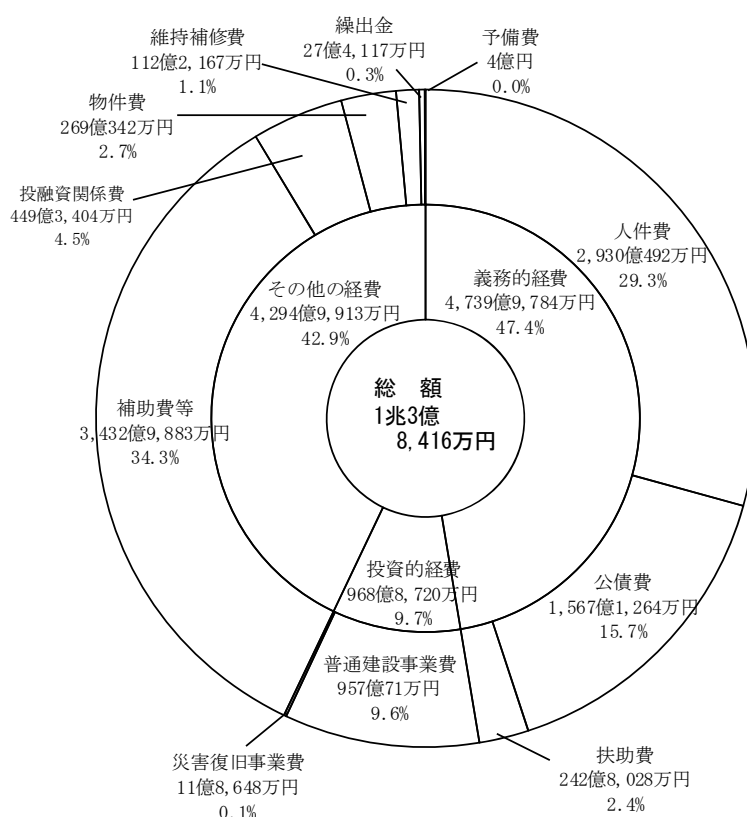 繰出金
27億4,117万円
0.3%
予備費
4億円
0.0%
維持補修費
112億2,167万円
1.1%
物件費
269億342万円
2.7%
投融資関係費
449億3,404万円
4.5%
人件費
2,930億492万円
29.3%
その他の経費
4,294億9,913万円
42.9%
義務的経費
4,739億9,784万円
47.4%
総 額
1兆3億
8,416万円
補助費等
3,432億9,883万円
34.3%
投資的経費
968億8,720万円
9.7%
公債費
1,567億1,264万円
15.7%
普通建設事業費
957億71万円
9.6%
災害復旧事業費
11億8,648万円
0.1%
扶助費
242億8,028万円
2.4%